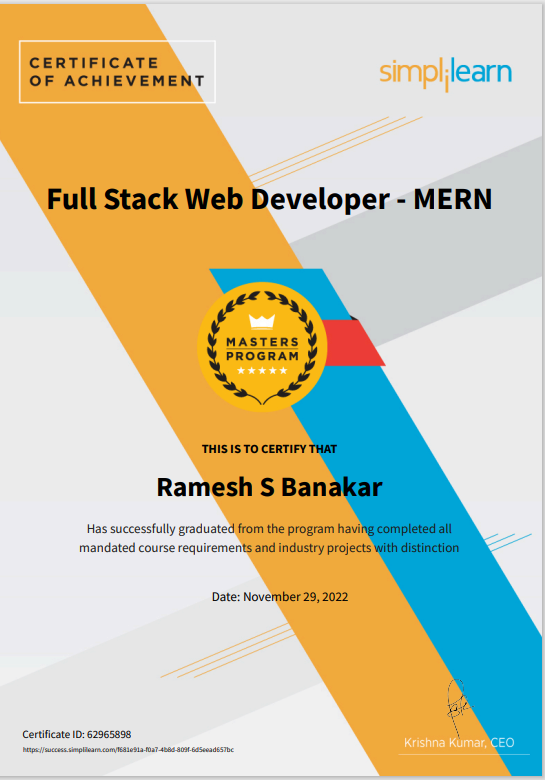 CERTIFICATE
OF ACHIEVEMENT
simplilearn
Full Stack Web Developer - MERN
MASTERS
PROGRAM
THIS IS TO CERTIFY THAT
Ramesh S Banakar
Has successfully graduated from the program having completed all
mandated course requirements and industry projects with distinction
Date: November 29, 2022
Certificate ID: 62965898
https://success.simplilearn.com/f681e91a-f0a7-4b8d-809f-6d5eead657bc
Krishna Kumar, CEO